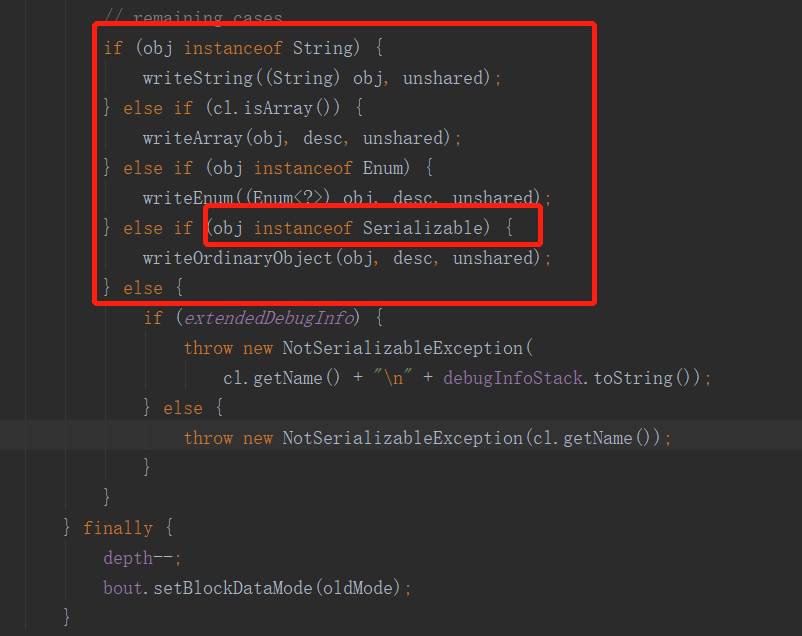 // remaining cases
if (obj instanceof String) {
writeString((String) obj, unshared);
} else if (cl.isArray()) {
writeArray(obj, desc, unshared);
} else if (obj instanceof Enum) {
writeEnum((Enum<?>) obj, desc, unshared);
} else if (obj instanceof Serializable) {
writeOrdinaryObject(obj, desc, unshared);
} else {
if (extendedDebugInfo) {
throw new NotSerializableException(
cl.getName() + "\n" + debugInfoStack.toString());
} else {
throw new NotSerializableException(cl.getName());
}
}
} finally {
depth--;
bout.setBlockDataMode(oldMode);
}